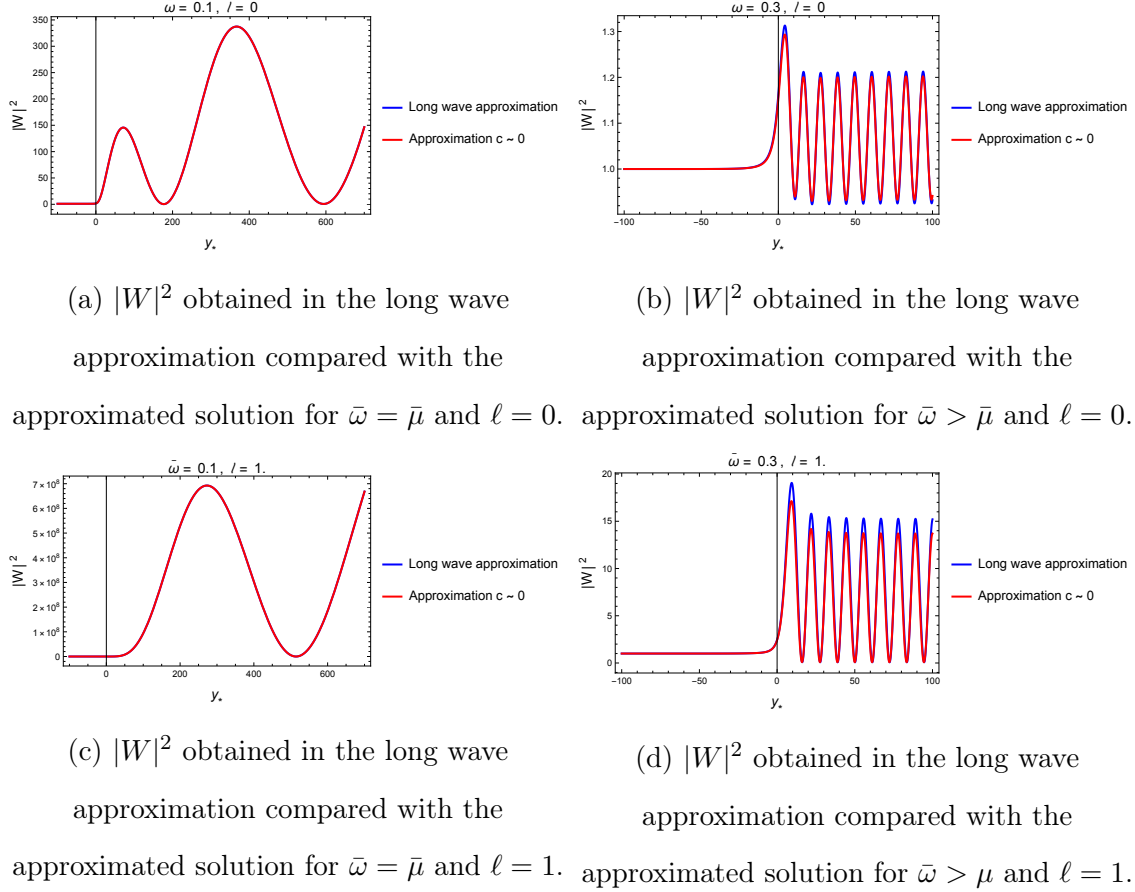 ω = 0.1 , l = 0
|W|²
350
300
250
200
150
100
50
0
0 200 400 600
y⋆
Long wave approximation
Approximation c ~ 0
ω = 0.3 , l = 0
|W|²
1.3
1.2
1.1
1.0
−100 −50 0 50 100
y⋆
Long wave approximation
Approximation c ~ 0
(a) |W|² obtained in the long wave
approximation compared with the
approximated solution for ω̄ = μ̄ and ℓ = 0.
(b) |W|² obtained in the long wave
approximation compared with the
approximated solution for ω̄ > μ̄ and ℓ = 0.
ω̄ = 0.1 , l = 1.
|W|²
7 × 10⁸
6 × 10⁸
5 × 10⁸
4 × 10⁸
3 × 10⁸
2 × 10⁸
1 × 10⁸
0
0 200 400 600
y⋆
Long wave approximation
Approximation c ~ 0
ω̄ = 0.3 , l = 1.
|W|²
20
15
10
5
0
−100 −50 0 50 100
y⋆
Long wave approximation
Approximation c ~ 0
(c) |W|² obtained in the long wave
approximation compared with the
approximated solution for ω̄ = μ̄ and ℓ = 1.
(d) |W|² obtained in the long wave
approximation compared with the
approximated solution for ω̄ > μ and ℓ = 1.